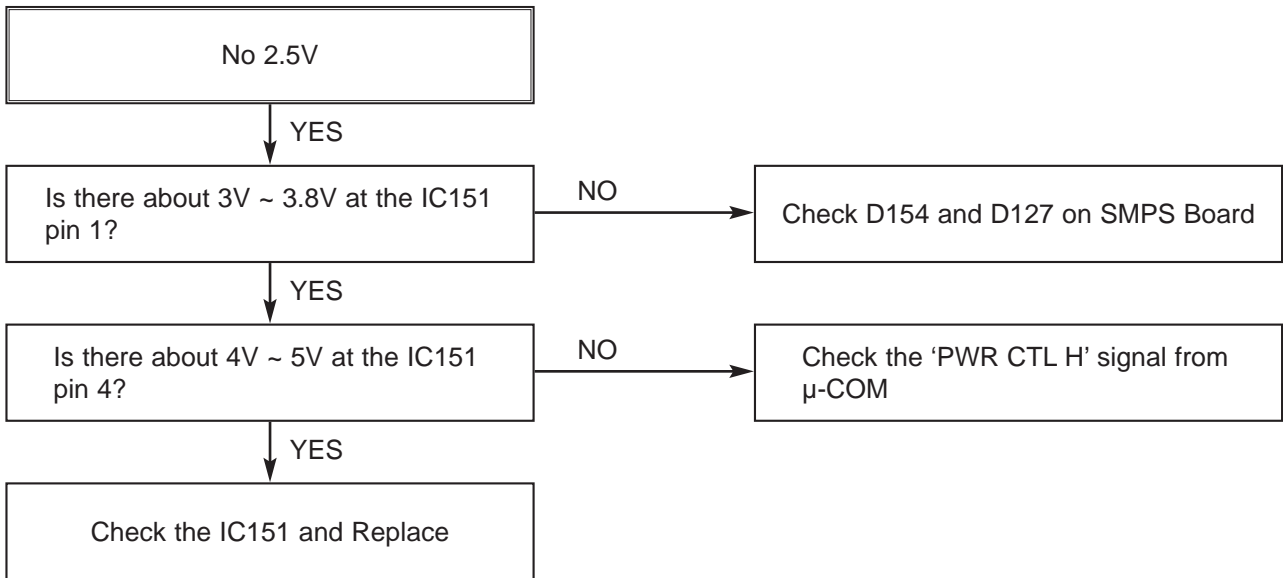 No 2.5V
YES
Is there about 3V ~ 3.8V at the IC151
pin 1?
NO
Check D154 and D127 on SMPS Board
YES
Is there about 4V ~ 5V at the IC151
pin 4?
NO
Check the ‘PWR CTL H’ signal from
µ-COM
YES
Check the IC151 and Replace